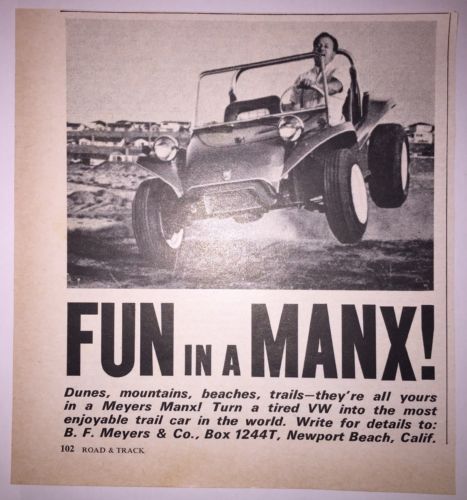 FUN IN A MANX!
Dunes, mountains, beaches, trails—they're all yours
in a Meyers Manx! Turn a tired VW into the most
enjoyable trail car in the world. Write for details to:
B. F. Meyers & Co., Box 1244T, Newport Beach, Calif.
102 ROAD & TRACK